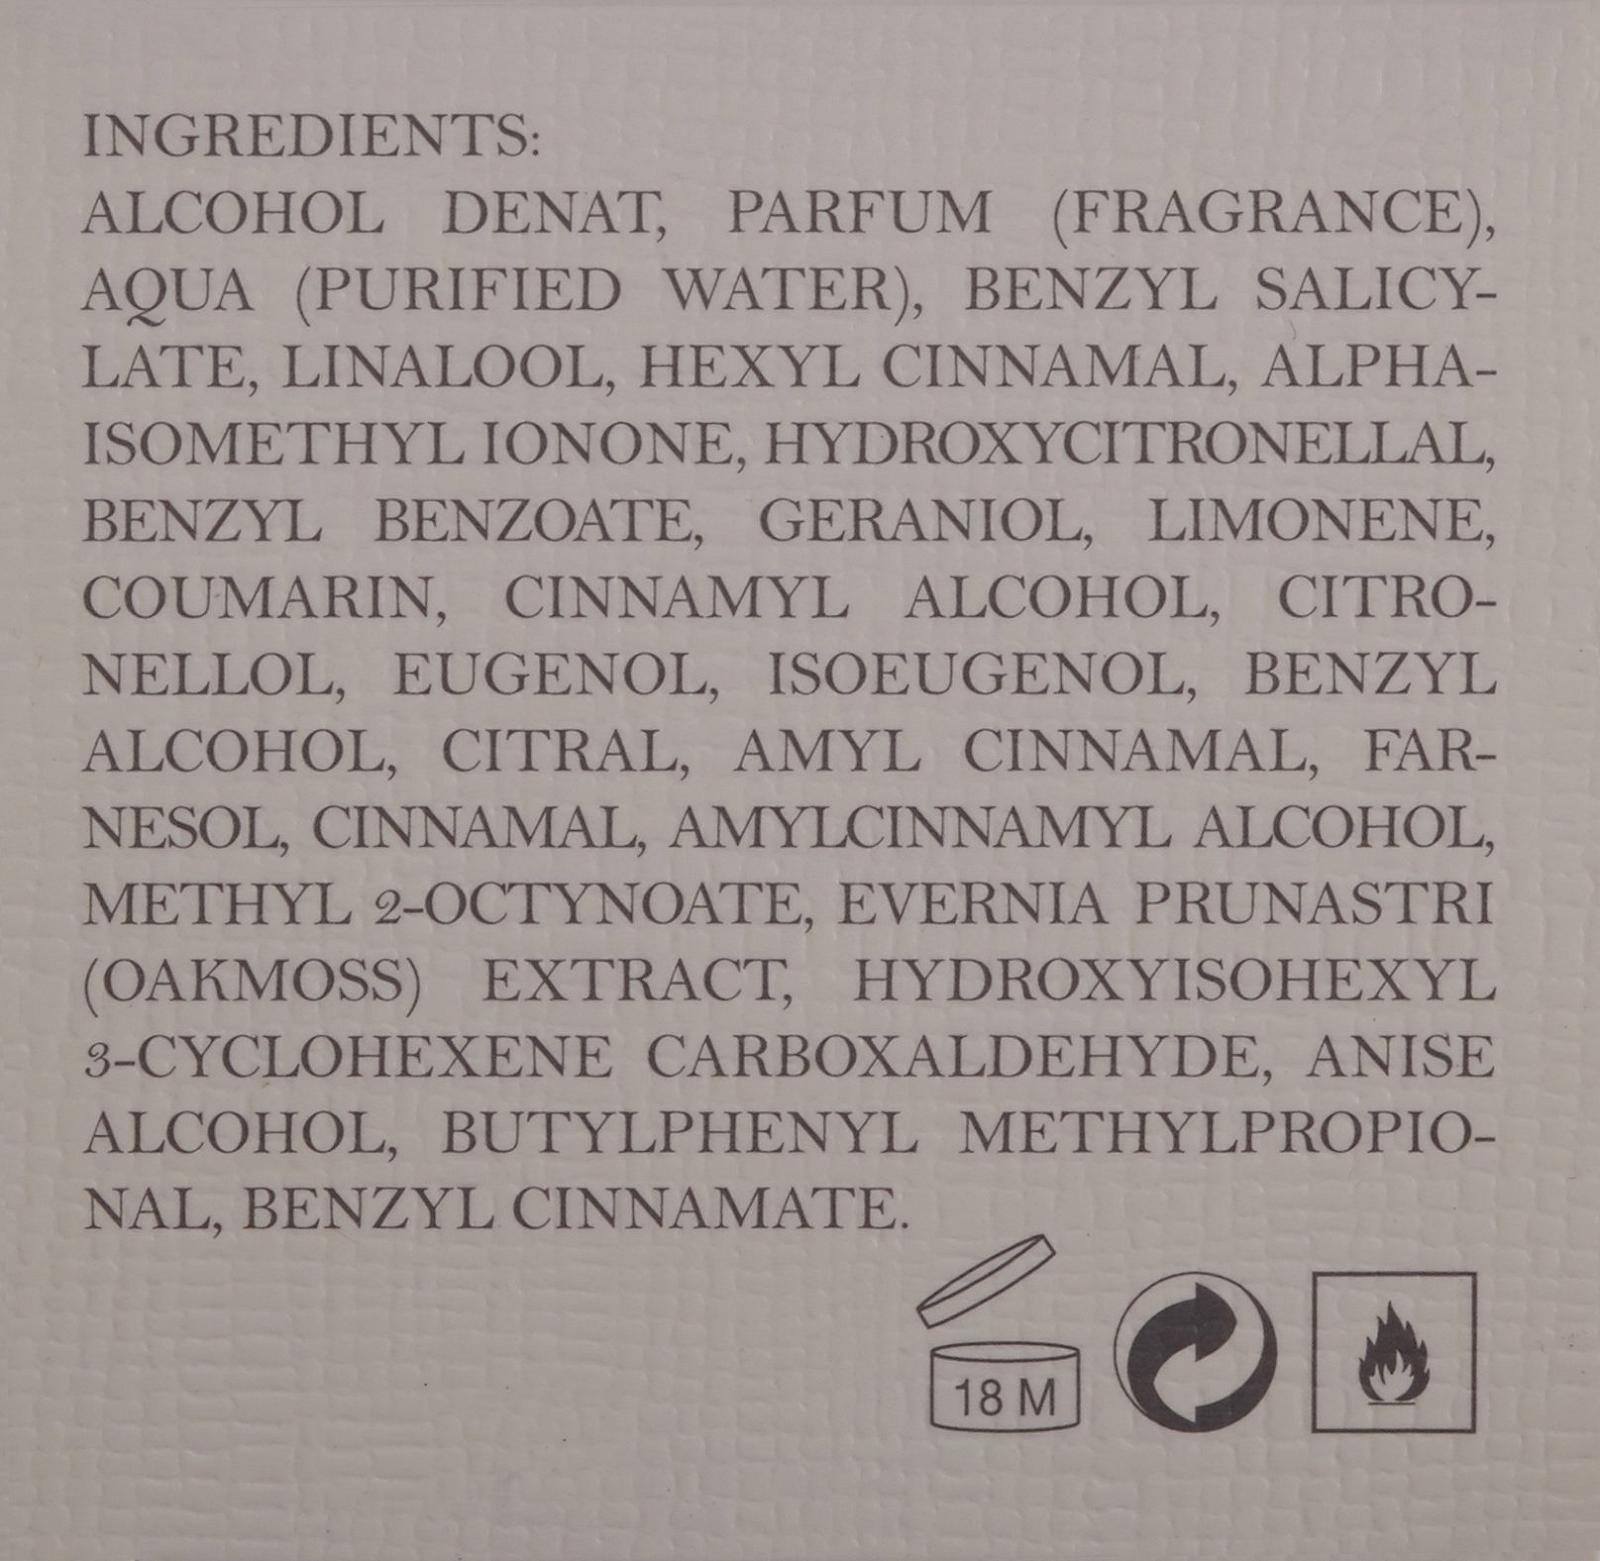 INGREDIENTS:
ALCOHOL DENAT, PARFUM (FRAGRANCE),
AQUA (PURIFIED WATER), BENZYL SALICY-
LATE, LINALOOL, HEXYL CINNAMAL, ALPHA-
ISOMETHYL IONONE, HYDROXYCITRONELLAL,
BENZYL BENZOATE, GERANIOL, LIMONENE,
COUMARIN, CINNAMYL ALCOHOL, CITRO-
NELLOL, EUGENOL, ISOEUGENOL, BENZYL
ALCOHOL, CITRAL, AMYL CINNAMAL, FAR-
NESOL, CINNAMAL, AMYLCINNAMYL ALCOHOL,
METHYL 2-OCTYNOATE, EVERNIA PRUNASTRI
(OAKMOSS) EXTRACT, HYDROXYISOHEXYL
3-CYCLOHEXENE CARBOXALDEHYDE, ANISE
ALCOHOL, BUTYLPHENYL METHYLPROPIO-
NAL, BENZYL CINNAMATE.
18 M